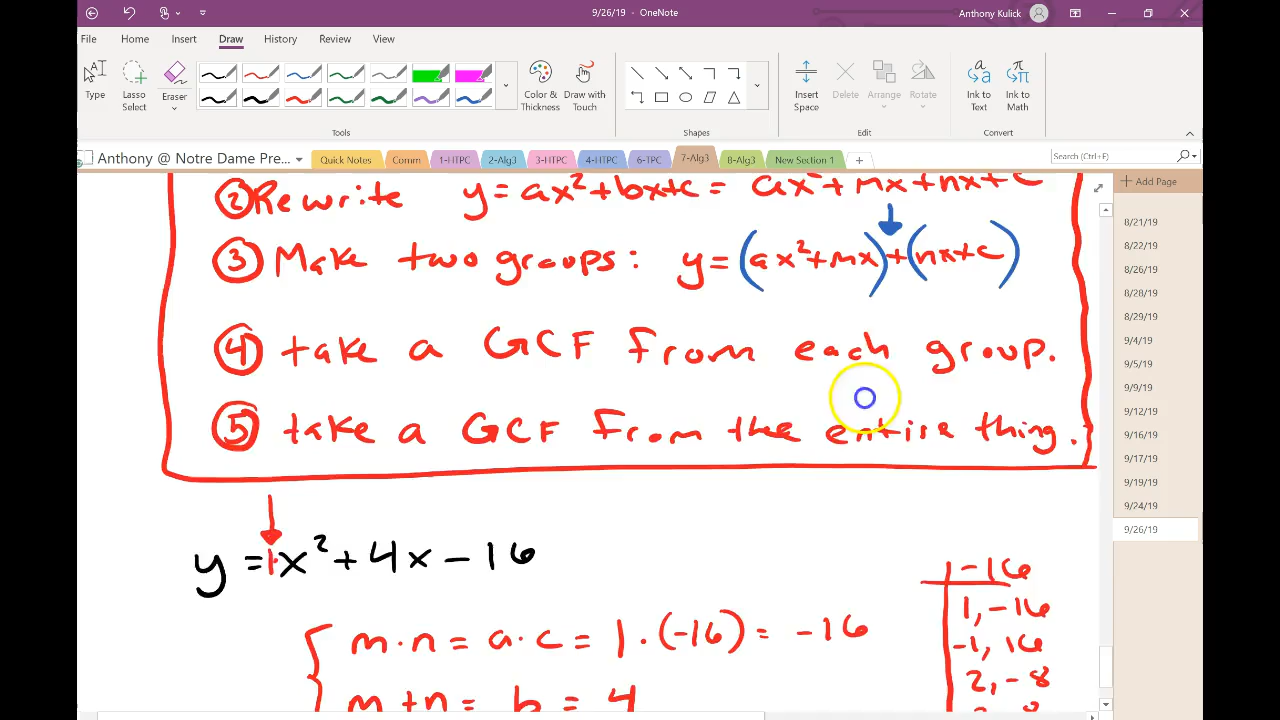 9/26/19 - OneNote
Anthony Kulick
File Home Insert Draw History Review View
Type
Lasso Select
Eraser
Color & Thickness
Draw with Touch
Insert Space
Delete
Arrange
Rotate
Ink to Text
Ink to Math
Tools
Shapes
Edit
Convert
Anthony @ Notre Dame Pre...
Quick Notes Comm 1-HTPC 2-Alg3 3-HTPC 4-HTPC 6-TPC 7-Alg3 8-Alg3 New Section 1 +
Search (Ctrl+F)
+ Add Page
8/21/19
8/22/19
8/26/19
8/28/19
8/29/19
9/4/19
9/5/19
9/9/19
9/12/19
9/16/19
9/17/19
9/19/19
9/24/19
9/26/19
② Rewrite y = ax² + bx + c = ax² + mx + nx + c
③ Make two groups: y = (ax² + mx) + (nx + c)
④ take a GCF from each group.
⑤ take a GCF from the entire thing.
y = 1·x² + 4x - 16
m·n = a·c = 1·(-16) = -16
m+n = b = 4
-16
1, -16
-1, 16
2, -8